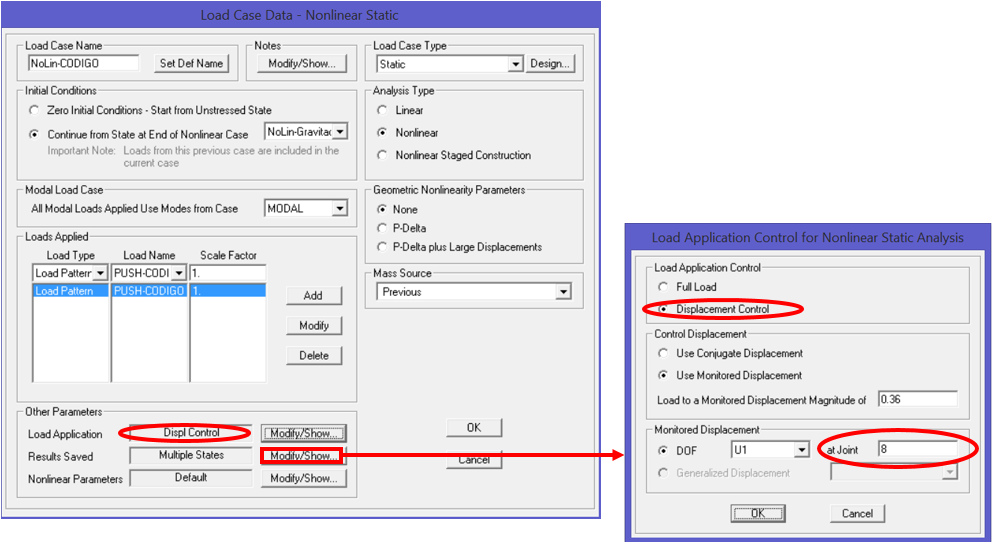 Load Case Data - Nonlinear Static
Load Case Name
NoLin-CODIGO
Set Def Name
Notes
Modify/Show...
Load Case Type
Static
Design...
Initial Conditions
Zero Initial Conditions - Start from Unstressed State
Continue from State at End of Nonlinear Case
NoLin-Gravitac
Important Note: Loads from this previous case are included in the
current case
Analysis Type
Linear
Nonlinear
Nonlinear Staged Construction
Modal Load Case
All Modal Loads Applied Use Modes from Case
MODAL
Geometric Nonlinearity Parameters
None
P-Delta
P-Delta plus Large Displacements
Loads Applied
Load Type Load Name Scale Factor
Load Pattern PUSH-CODI 1.
Load Pattern PUSH-CODIGO 1.
Add
Modify
Delete
Mass Source
Previous
Other Parameters
Load Application Displ Control Modify/Show...
Results Saved Multiple States Modify/Show...
Nonlinear Parameters Default Modify/Show...
OK
Cancel
Load Application Control for Nonlinear Static Analysis
Load Application Control
Full Load
Displacement Control
Control Displacement
Use Conjugate Displacement
Use Monitored Displacement
Load to a Monitored Displacement Magnitude of 0.36
Monitored Displacement
DOF U1 at Joint 8
Generalized Displacement
OK Cancel